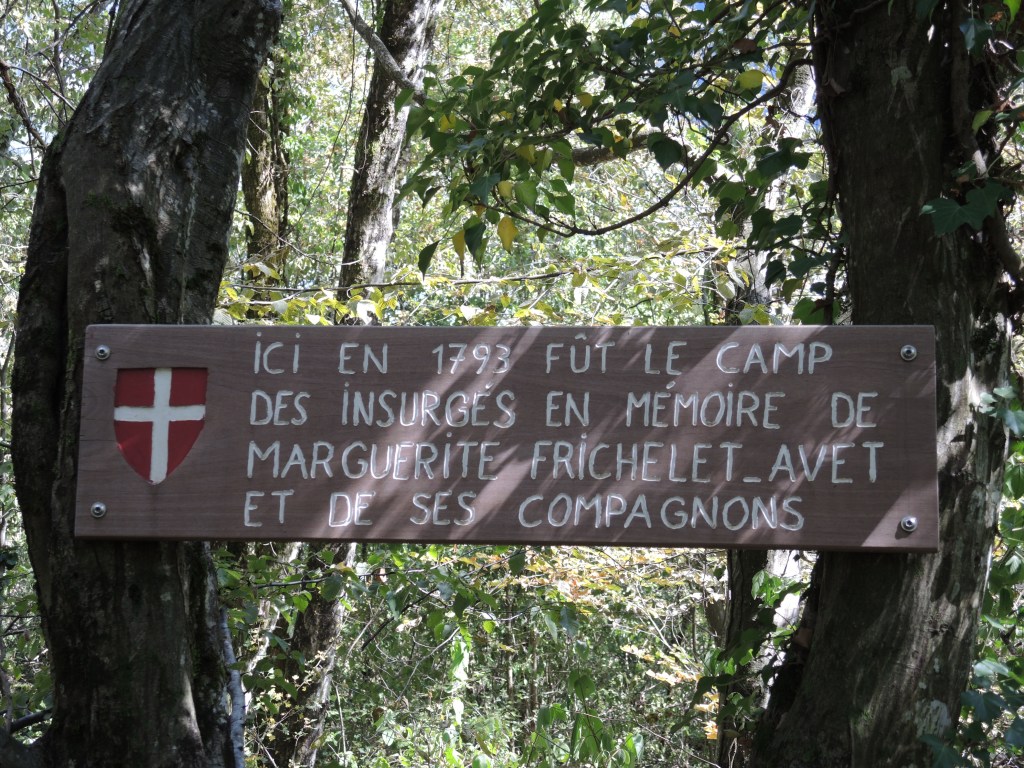 ICI EN 1793 FÛT LE CAMP
DES INSURGÉS EN MÉMOIRE DE
MARGUERITE FRICHELET_AVET
ET DE SES COMPAGNONS